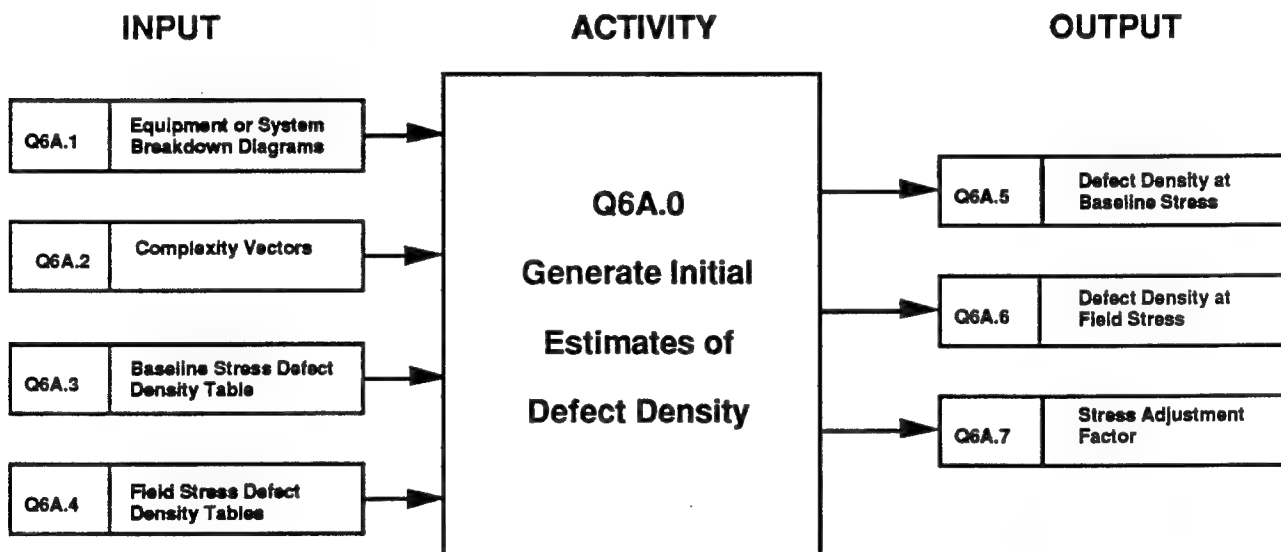 INPUT
ACTIVITY
OUTPUT
Q6A.1
Equipment or System
Breakdown Diagrams
Q6A.2
Complexity Vectors
Q6A.3
Baseline Stress Defect
Density Table
Q6A.4
Field Stress Defect
Density Tables
Q6A.0
Generate Initial
Estimates of
Defect Density
Q6A.5
Defect Density at
Baseline Stress
Q6A.6
Defect Density at
Field Stress
Q6A.7
Stress Adjustment
Factor